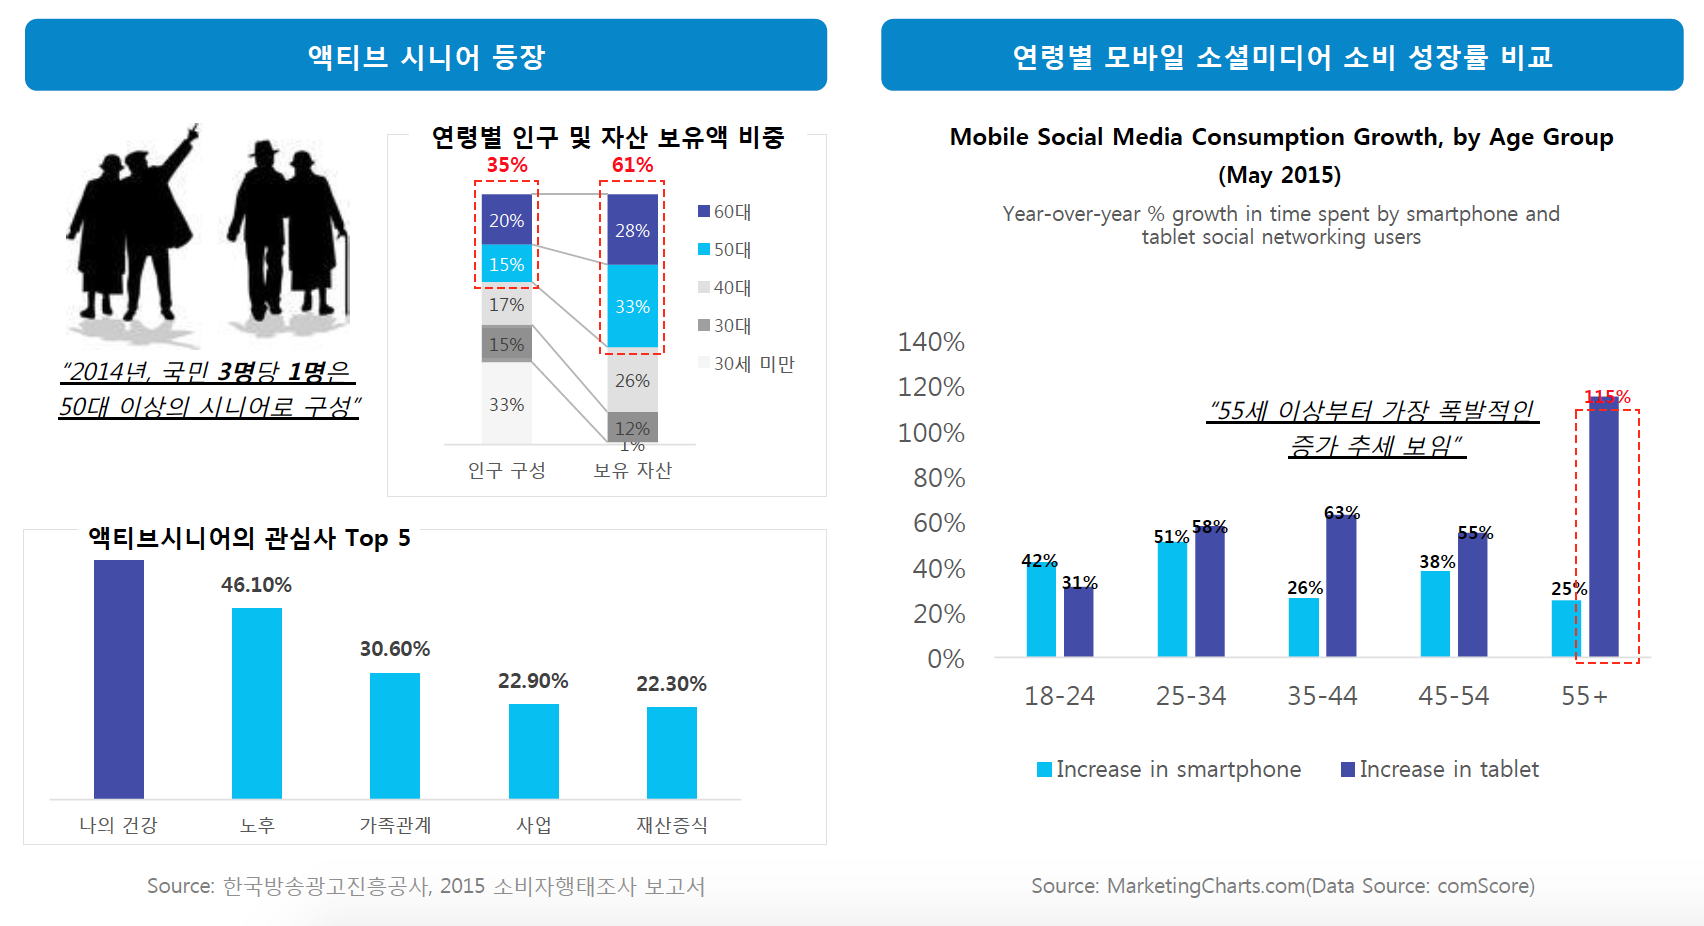 액티브 시니어 등장
“2014년, 국민 3명당 1명은
50대 이상의 시니어로 구성“
연령별 인구 및 자산 보유액 비중
35%
61%
20%
28%
15%
33%
17%
26%
15%
12%
33%
1%
인구 구성
보유 자산
60대
50대
40대
30대
30세 미만
액티브시니어의 관심사 Top 5
46.10%
30.60%
22.90%
22.30%
나의 건강
노후
가족관계
사업
재산증식
Source: 한국방송광고진흥공사, 2015 소비자행태조사 보고서
연령별 모바일 소셜미디어 소비 성장률 비교
Mobile Social Media Consumption Growth, by Age Group
(May 2015)
Year-over-year % growth in time spent by smartphone and
tablet social networking users
“55세 이상부터 가장 폭발적인
증가 추세 보임“
140%
120%
100%
80%
60%
40%
20%
0%
42%
31%
51%
58%
26%
63%
38%
55%
25%
115%
18-24
25-34
35-44
45-54
55+
Increase in smartphone
Increase in tablet
Source: MarketingCharts.com(Data Source: comScore)